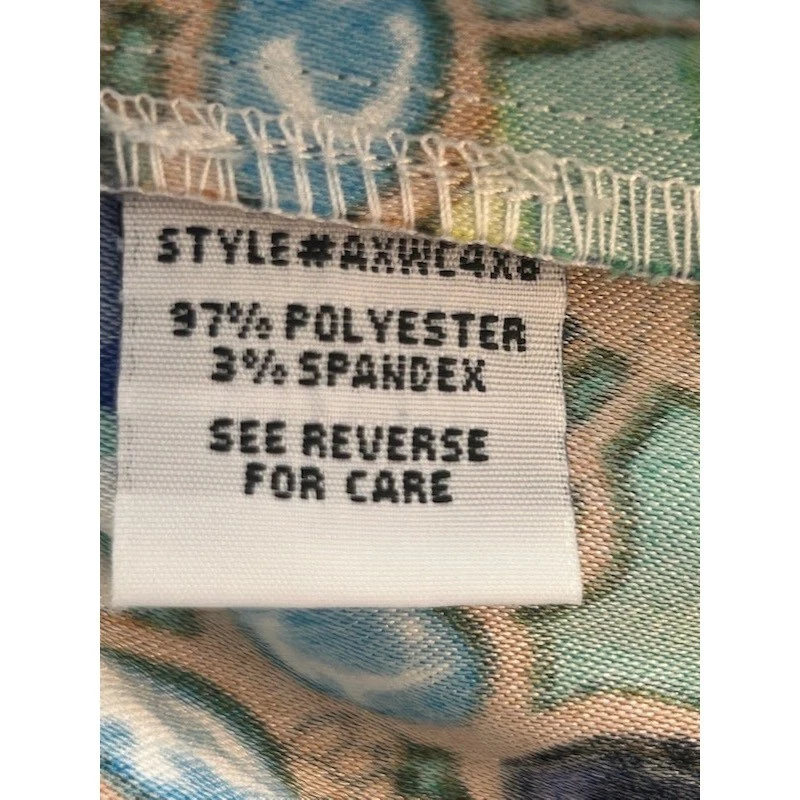 STYLE#AXWC4X8
97% POLYESTER
3% SPANDEX
SEE REVERSE
FOR CARE